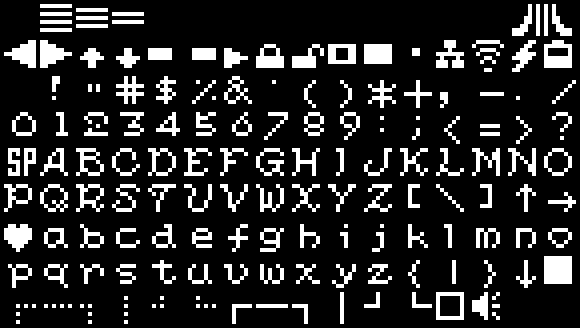 ! " # $ % & ' ( ) * + , - . /
0 1 2 3 4 5 6 7 8 9 : ; < = > ?
SP A B C D E F G H I J K L M N O
P Q R S T U V W X Y Z [ \ ] ↑ →
♥ a b c d e f g h i j k l m n o
p q r s t u v w x y z { | } ↓ ■